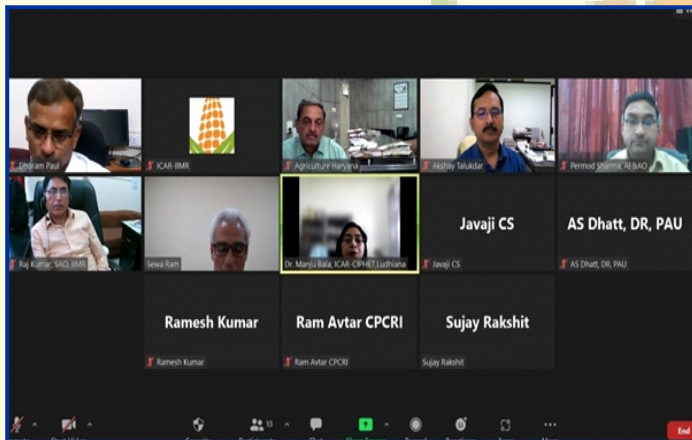 Dharam Paul
ICAR-IIMR
Agriculture Haryana
Akshay Talukdar
Permod Sharma, AF&AO
Raj Kumar, SAO, IIMR
Sewa Ram
Dr. Manju Bala, ICAR-CIPHET,Ludhiana
Javaji CS
Javaji CS
AS Dhatt, DR, PAU
AS Dhatt, DR, PAU
Ramesh Kumar
Ramesh Kumar
Ram Avtar CPCRI
Ram Avtar CPCRI
Sujay Rakshit
Sujay Rakshit
13
End